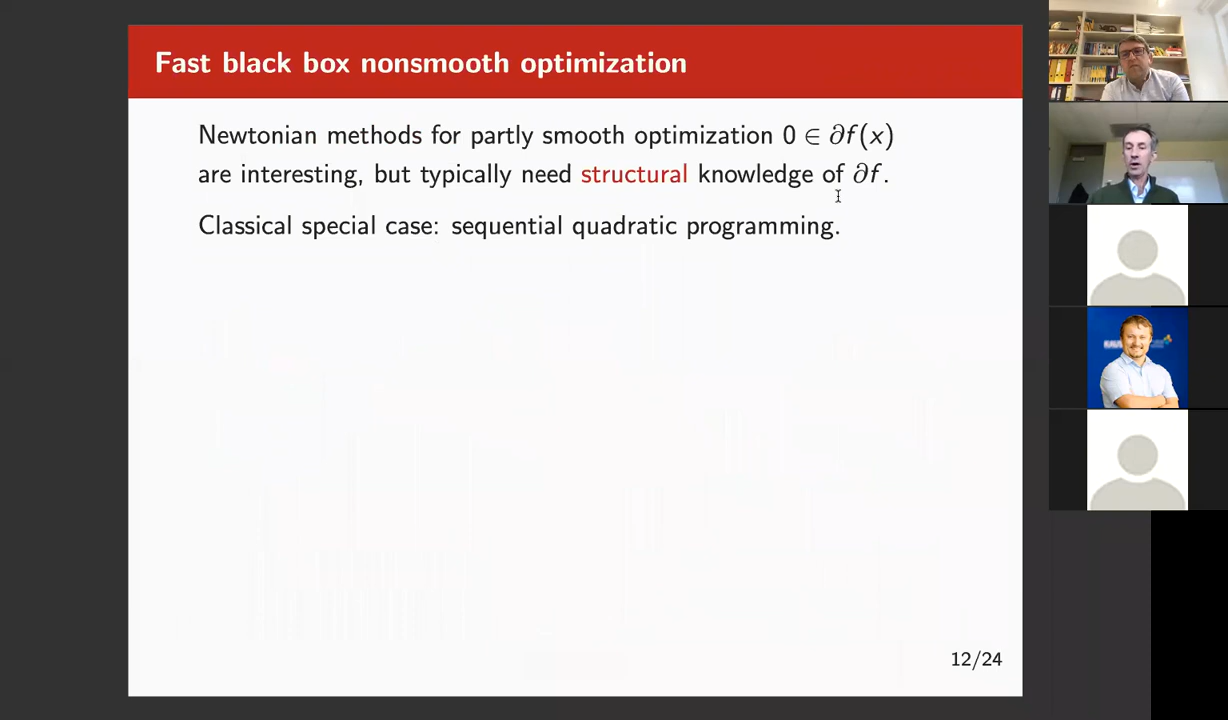 Fast black box nonsmooth optimization
Newtonian methods for partly smooth optimization 0 ∈ ∂f(x)
are interesting, but typically need structural knowledge of ∂f.
Classical special case: sequential quadratic programming.
12/24